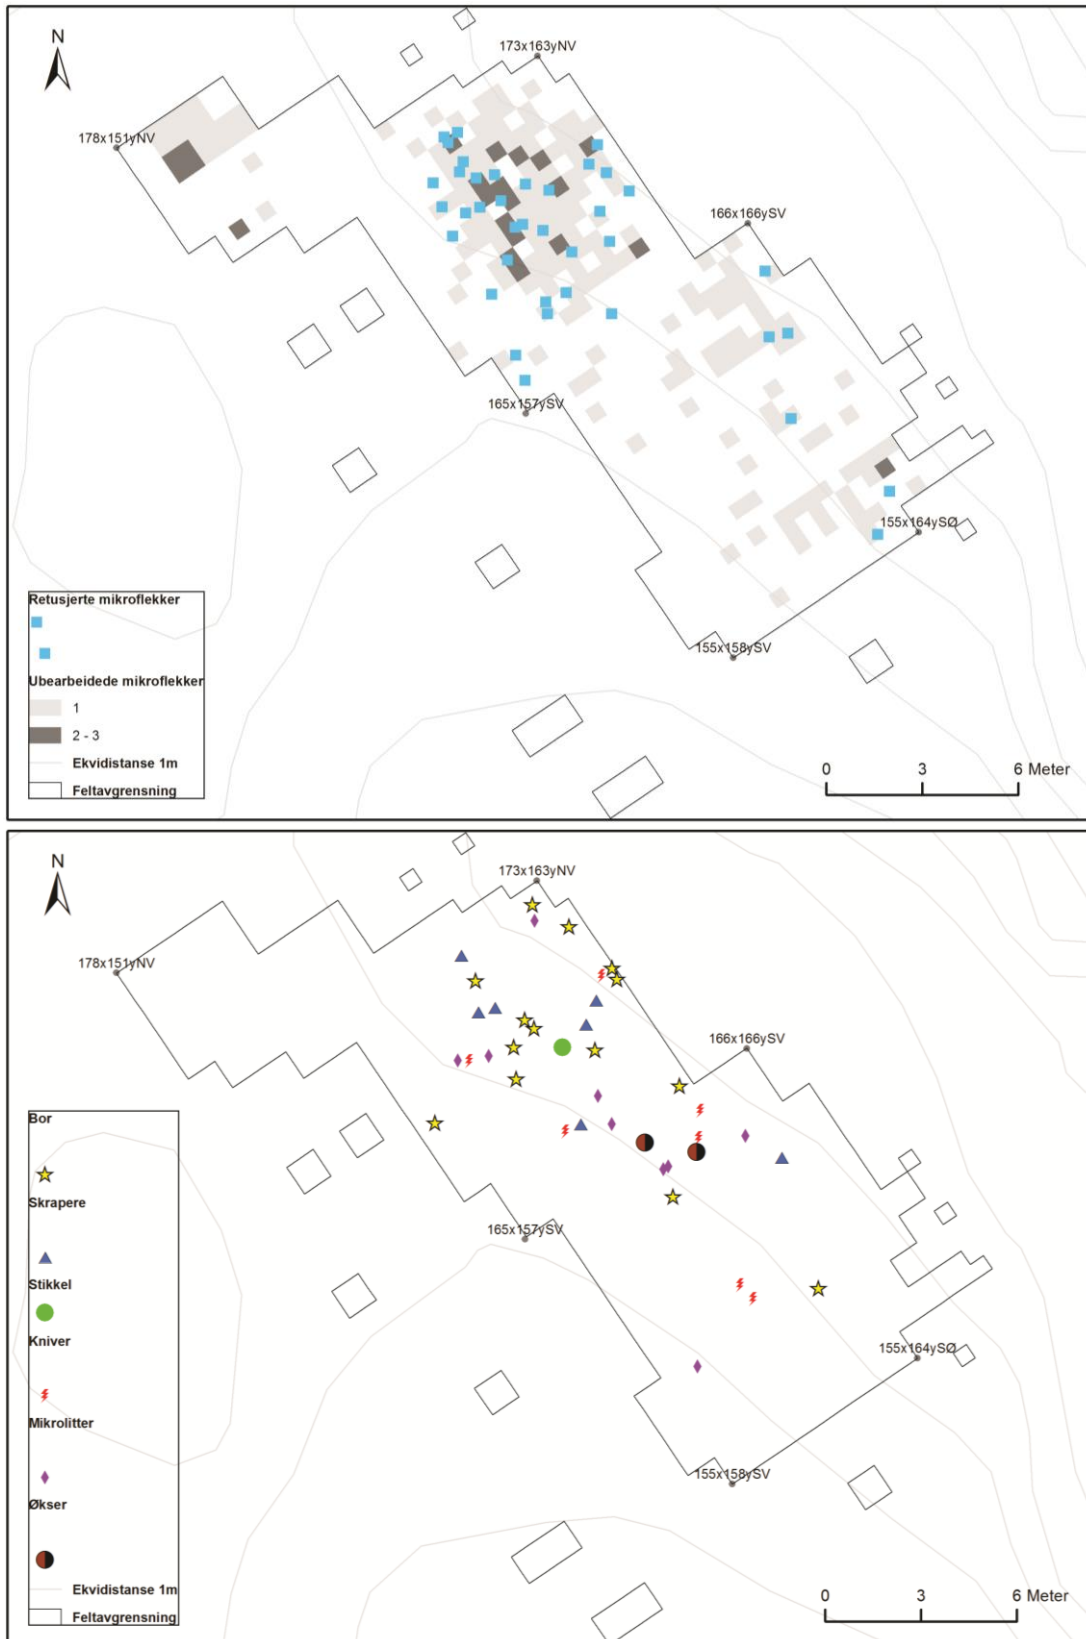 N
173x163yNV
178x151yNV
166x166ySV
165x157ySV
155x164ySØ
155x158ySV
Retusjerte mikroflekker
Ubearbeidede mikroflekker
1
2 - 3
Ekvidistanse 1m
Feltavgrensning
0 3 6 Meter
N
173x163yNV
178x151yNV
166x166ySV
165x157ySV
155x164ySØ
155x158ySV
Bor
Skrapere
Stikkel
Kniver
Mikrolitter
Økser
Ekvidistanse 1m
Feltavgrensning
0 3 6 Meter